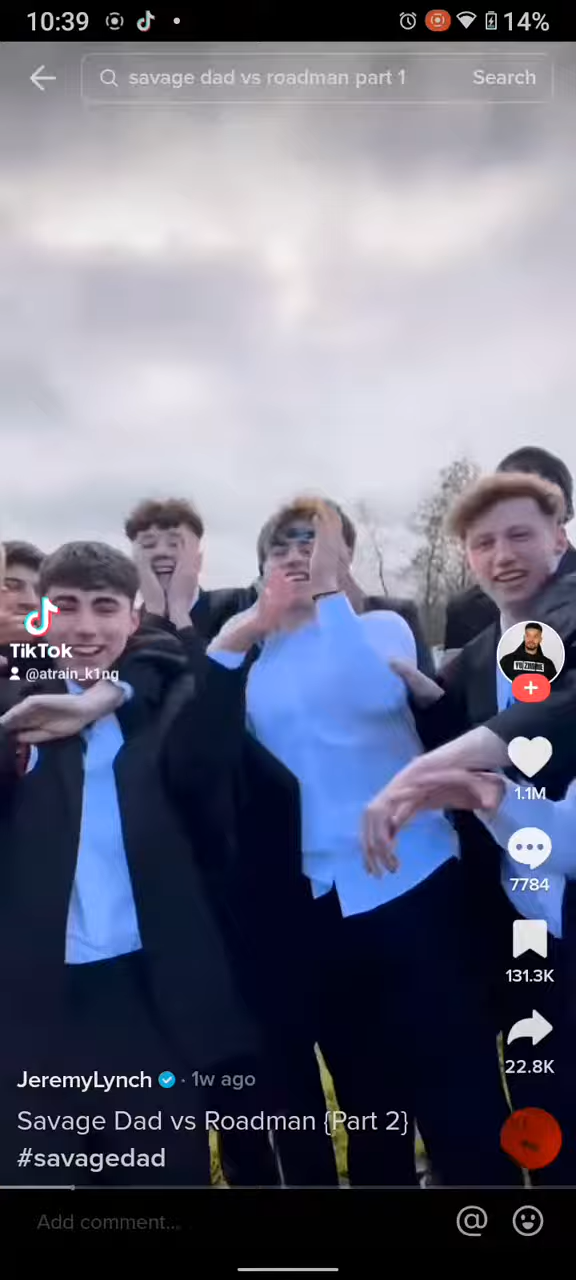 10:39
14%
savage dad vs roadman part 1 Search
TikTok
@atrain_k1ng
1.1M
7784
131.3K
22.8K
JeremyLynch · 1w ago
Savage Dad vs Roadman {Part 2}
#savagedad
Add comment...